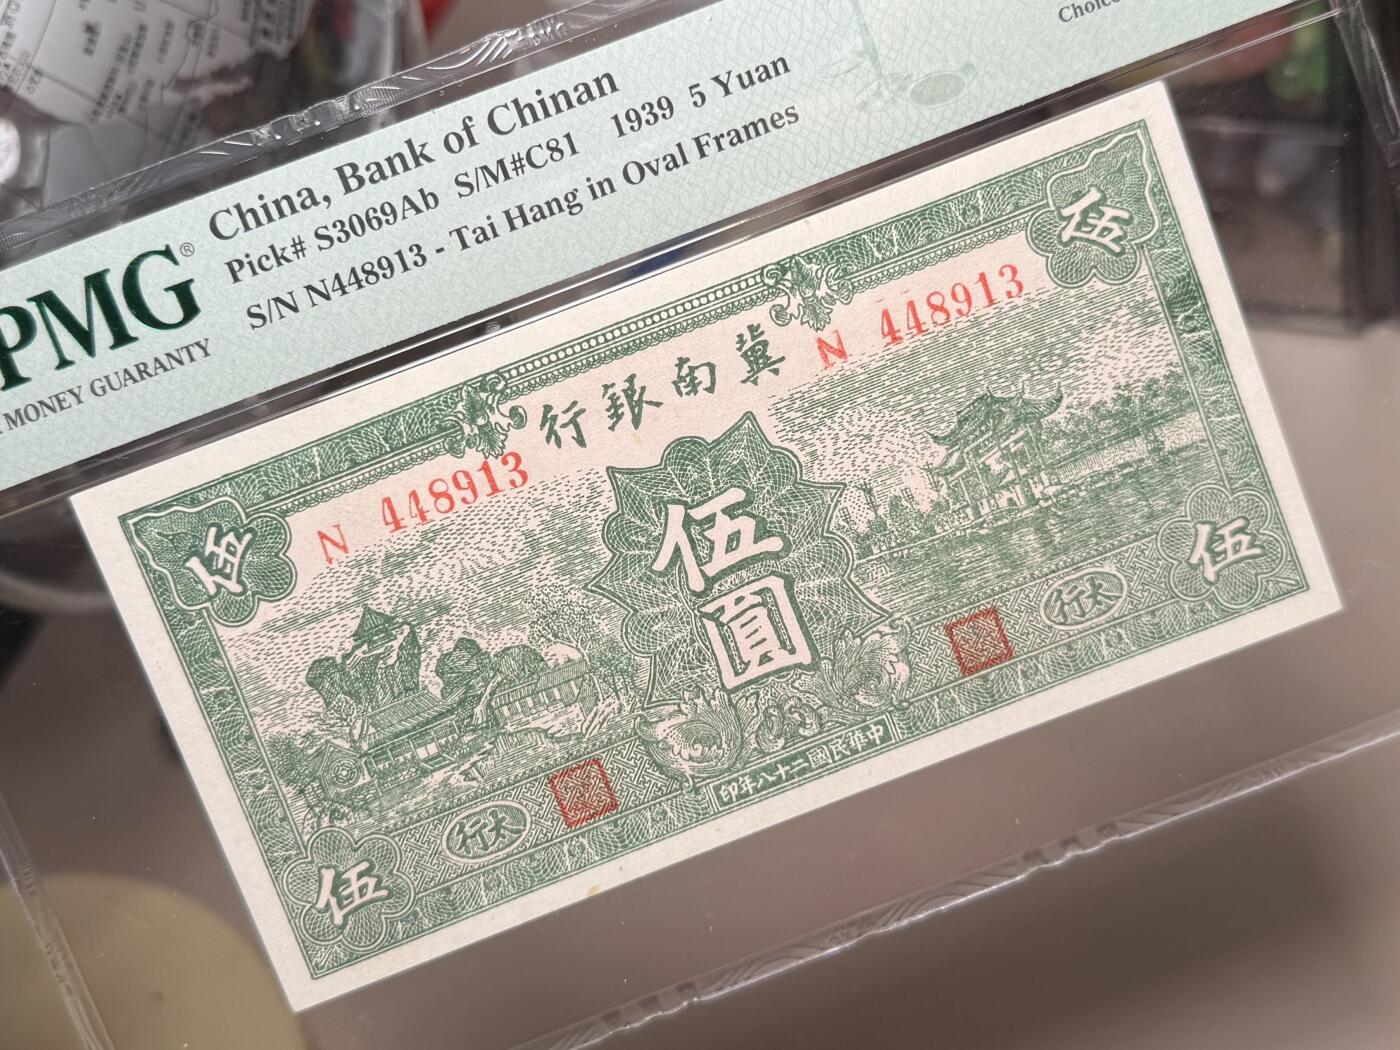 Choice
China, Bank of Chinan
Pick# S3069Ab S/M#C81 1939 5 Yuan
S/N N448913 - Tai Hang in Oval Frames
PMG®
MONEY GUARANTY
伍
伍
冀南銀行
N 448913
N 448913
伍圓
太行
太行
伍
伍
中華民國二十八年印